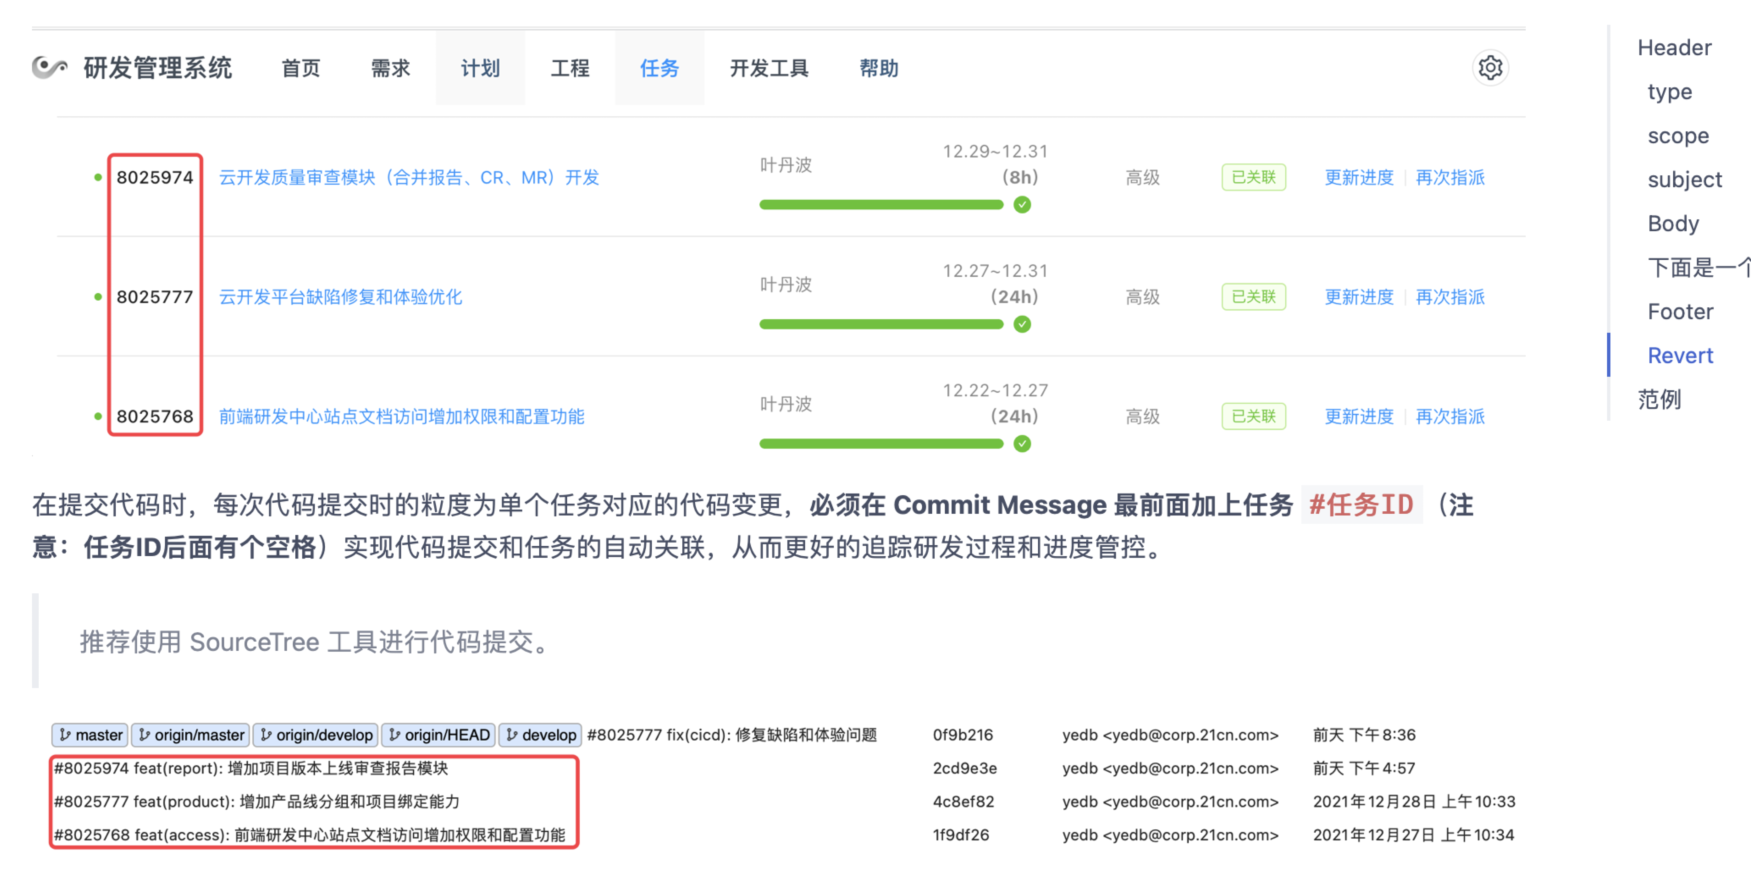 研发管理系统 首页 需求 计划 工程 任务 开发工具 帮助
8025974 云开发质量审查模块（合并报告、CR、MR）开发 叶丹波 12.29~12.31 (8h) 高级 已关联 更新进度 再次指派
8025777 云开发平台缺陷修复和体验优化 叶丹波 12.27~12.31 (24h) 高级 已关联 更新进度 再次指派
8025768 前端研发中心站点文档访问增加权限和配置功能 叶丹波 12.22~12.27 (24h) 高级 已关联 更新进度 再次指派
在提交代码时，每次代码提交时的粒度为单个任务对应的代码变更，必须在 Commit Message 最前面加上任务 #任务ID （注
意：任务ID后面有个空格）实现代码提交和任务的自动关联，从而更好的追踪研发过程和进度管控。
推荐使用 SourceTree 工具进行代码提交。
master origin/master origin/develop origin/HEAD develop #8025777 fix(cicd): 修复缺陷和体验问题 0f9b216 yedb <yedb@corp.21cn.com> 前天 下午8:36
#8025974 feat(report): 增加项目版本上线审查报告模块 2cd9e3e yedb <yedb@corp.21cn.com> 前天 下午4:57
#8025777 feat(product): 增加产品线分组和项目绑定能力 4c8ef82 yedb <yedb@corp.21cn.com> 2021年12月28日 上午10:33
#8025768 feat(access): 前端研发中心站点文档访问增加权限和配置功能 1f9df26 yedb <yedb@corp.21cn.com> 2021年12月27日 上午10:34
Header
type
scope
subject
Body
下面是一个
Footer
Revert
范例